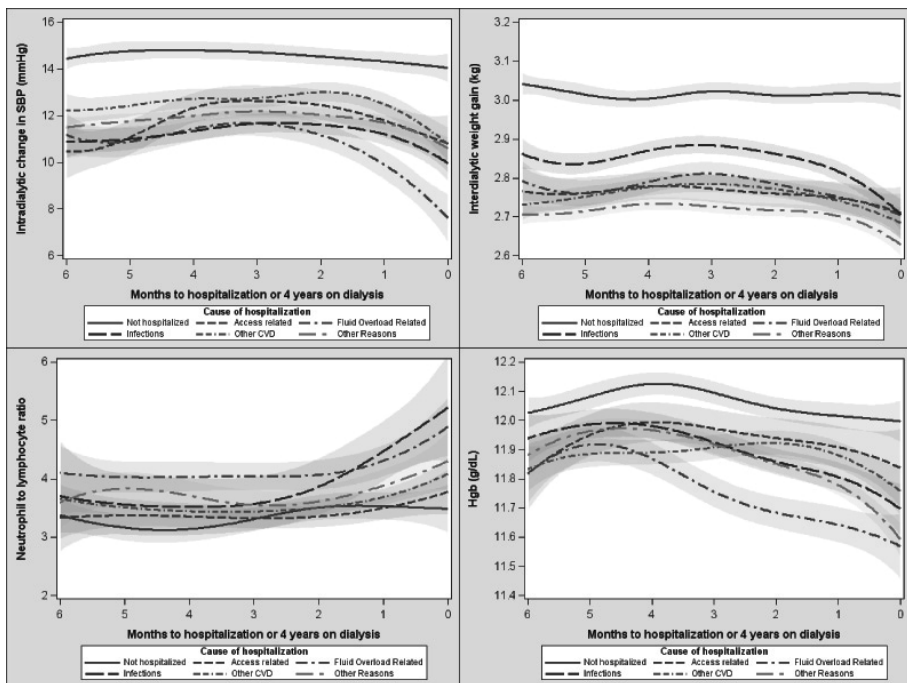 Intradialytic change in SBP (mmHg)
16
14
12
10
8
6
6 5 4 3 2 1 0
Months to hospitalization or 4 years on dialysis
Cause of hospitalization
Not hospitalized Access related Fluid Overload Related
Infections Other CVD Other Reasons
Interdialytic weight gain (kg)
3.2
3.1
3.0
2.9
2.8
2.7
2.6
6 5 4 3 2 1 0
Months to hospitalization or 4 years on dialysis
Cause of hospitalization
Not hospitalized Access related Fluid Overload Related
Infections Other CVD Other Reasons
Neutrophil to lymphocyte ratio
6
5
4
3
2
6 5 4 3 2 1 0
Months to hospitalization or 4 years on dialysis
Cause of hospitalization
Not hospitalized Access related Fluid Overload Related
Infections Other CVD Other Reasons
Hgb (g/dL)
12.2
12.1
12.0
11.9
11.8
11.7
11.6
11.5
11.4
6 5 4 3 2 1 0
Months to hospitalization or 4 years on dialysis
Cause of hospitalization
Not hospitalized Access related Fluid Overload Related
Infections Other CVD Other Reasons